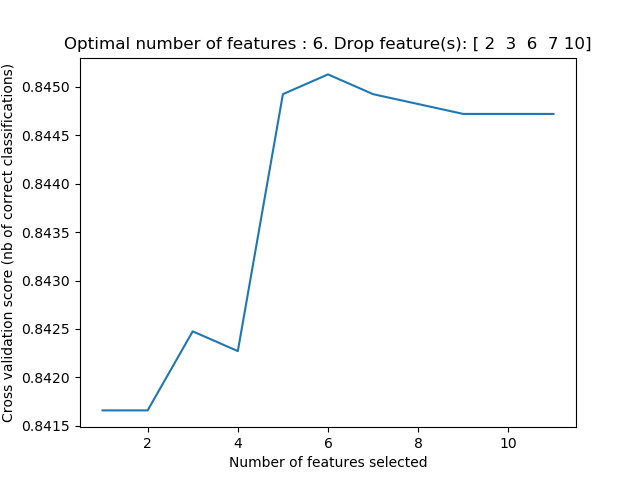 Optimal number of features : 6. Drop feature(s): [ 2  3  6  7 10]
Cross validation score (nb of correct classifications)
0.8450
0.8445
0.8440
0.8435
0.8430
0.8425
0.8420
0.8415
2 4 6 8 10
Number of features selected